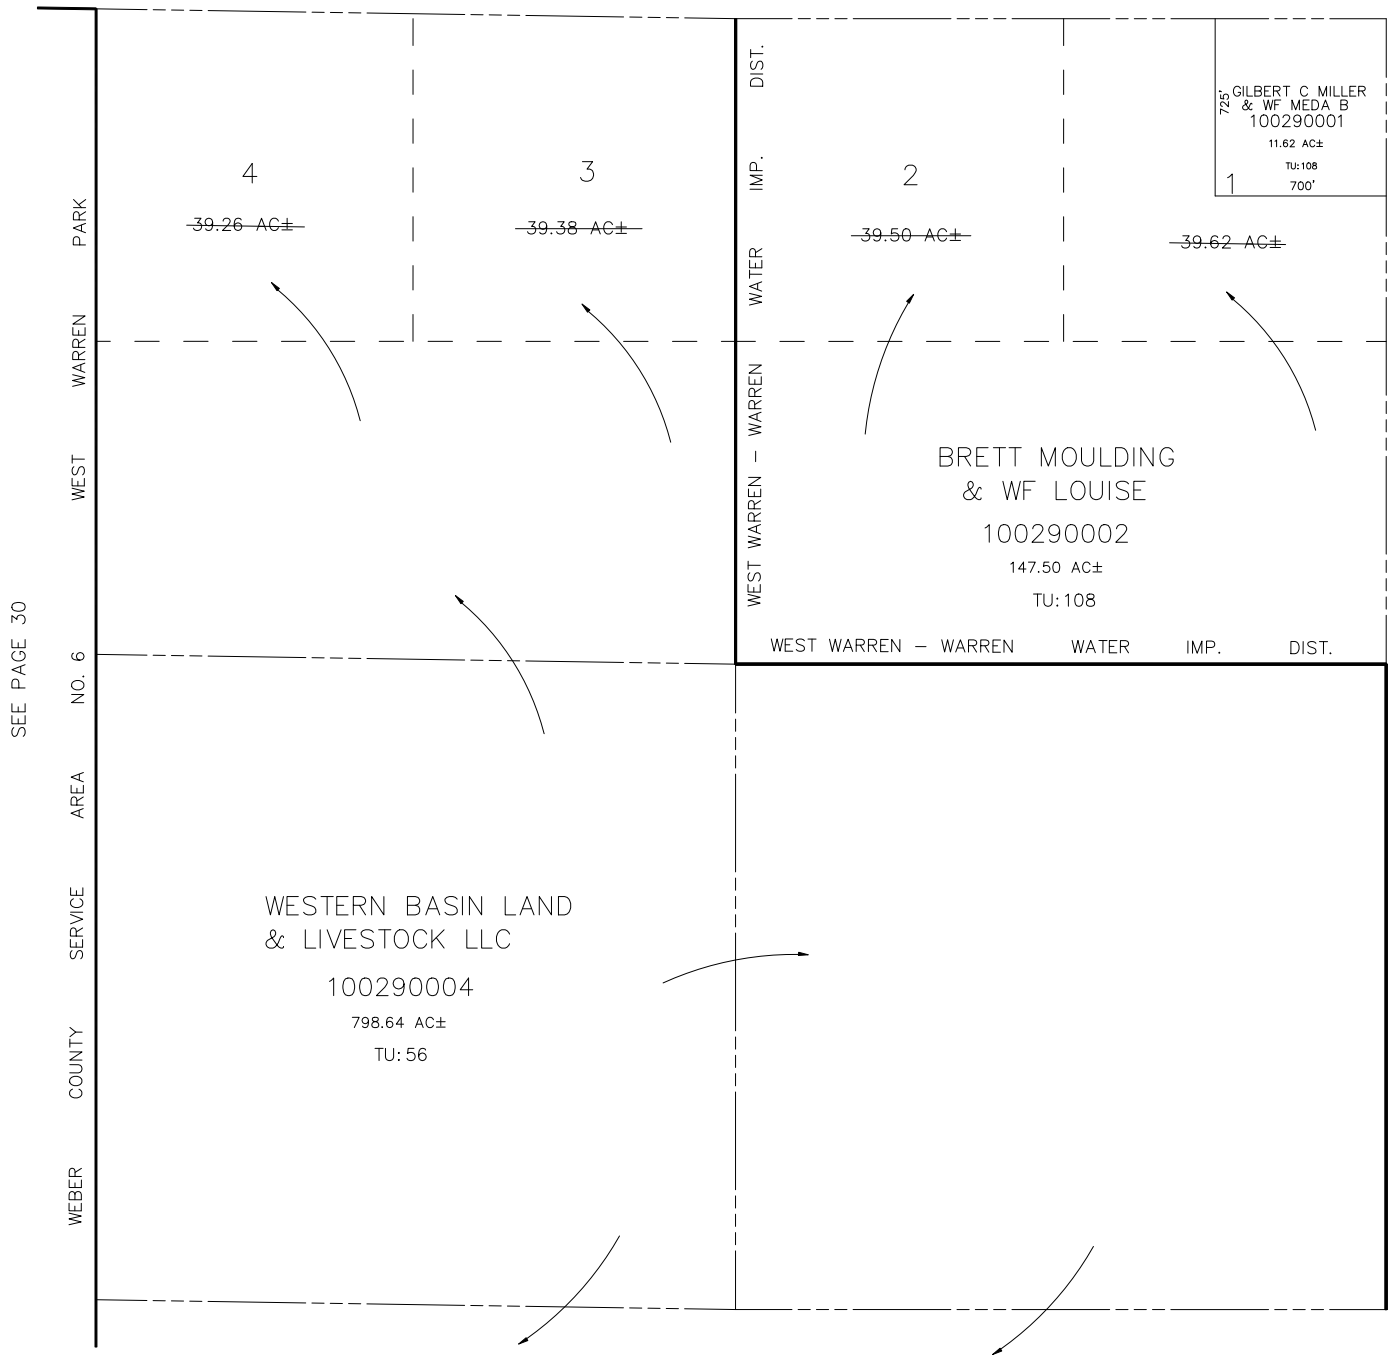 SEE PAGE 30
WEBER COUNTY SERVICE AREA NO. 6 WEST WARREN PARK
4
39.26 AC±
3
39.38 AC±
WEST WARREN - WARREN WATER IMP. DIST.
2
39.50 AC±
1
39.62 AC±
725'
GILBERT C MILLER
& WF MEDA B
100290001
11.62 AC±
TU:108
700'
BRETT MOULDING
& WF LOUISE
100290002
147.50 AC±
TU:108
WEST WARREN - WARREN WATER IMP. DIST.
WESTERN BASIN LAND
& LIVESTOCK LLC
100290004
798.64 AC±
TU:56